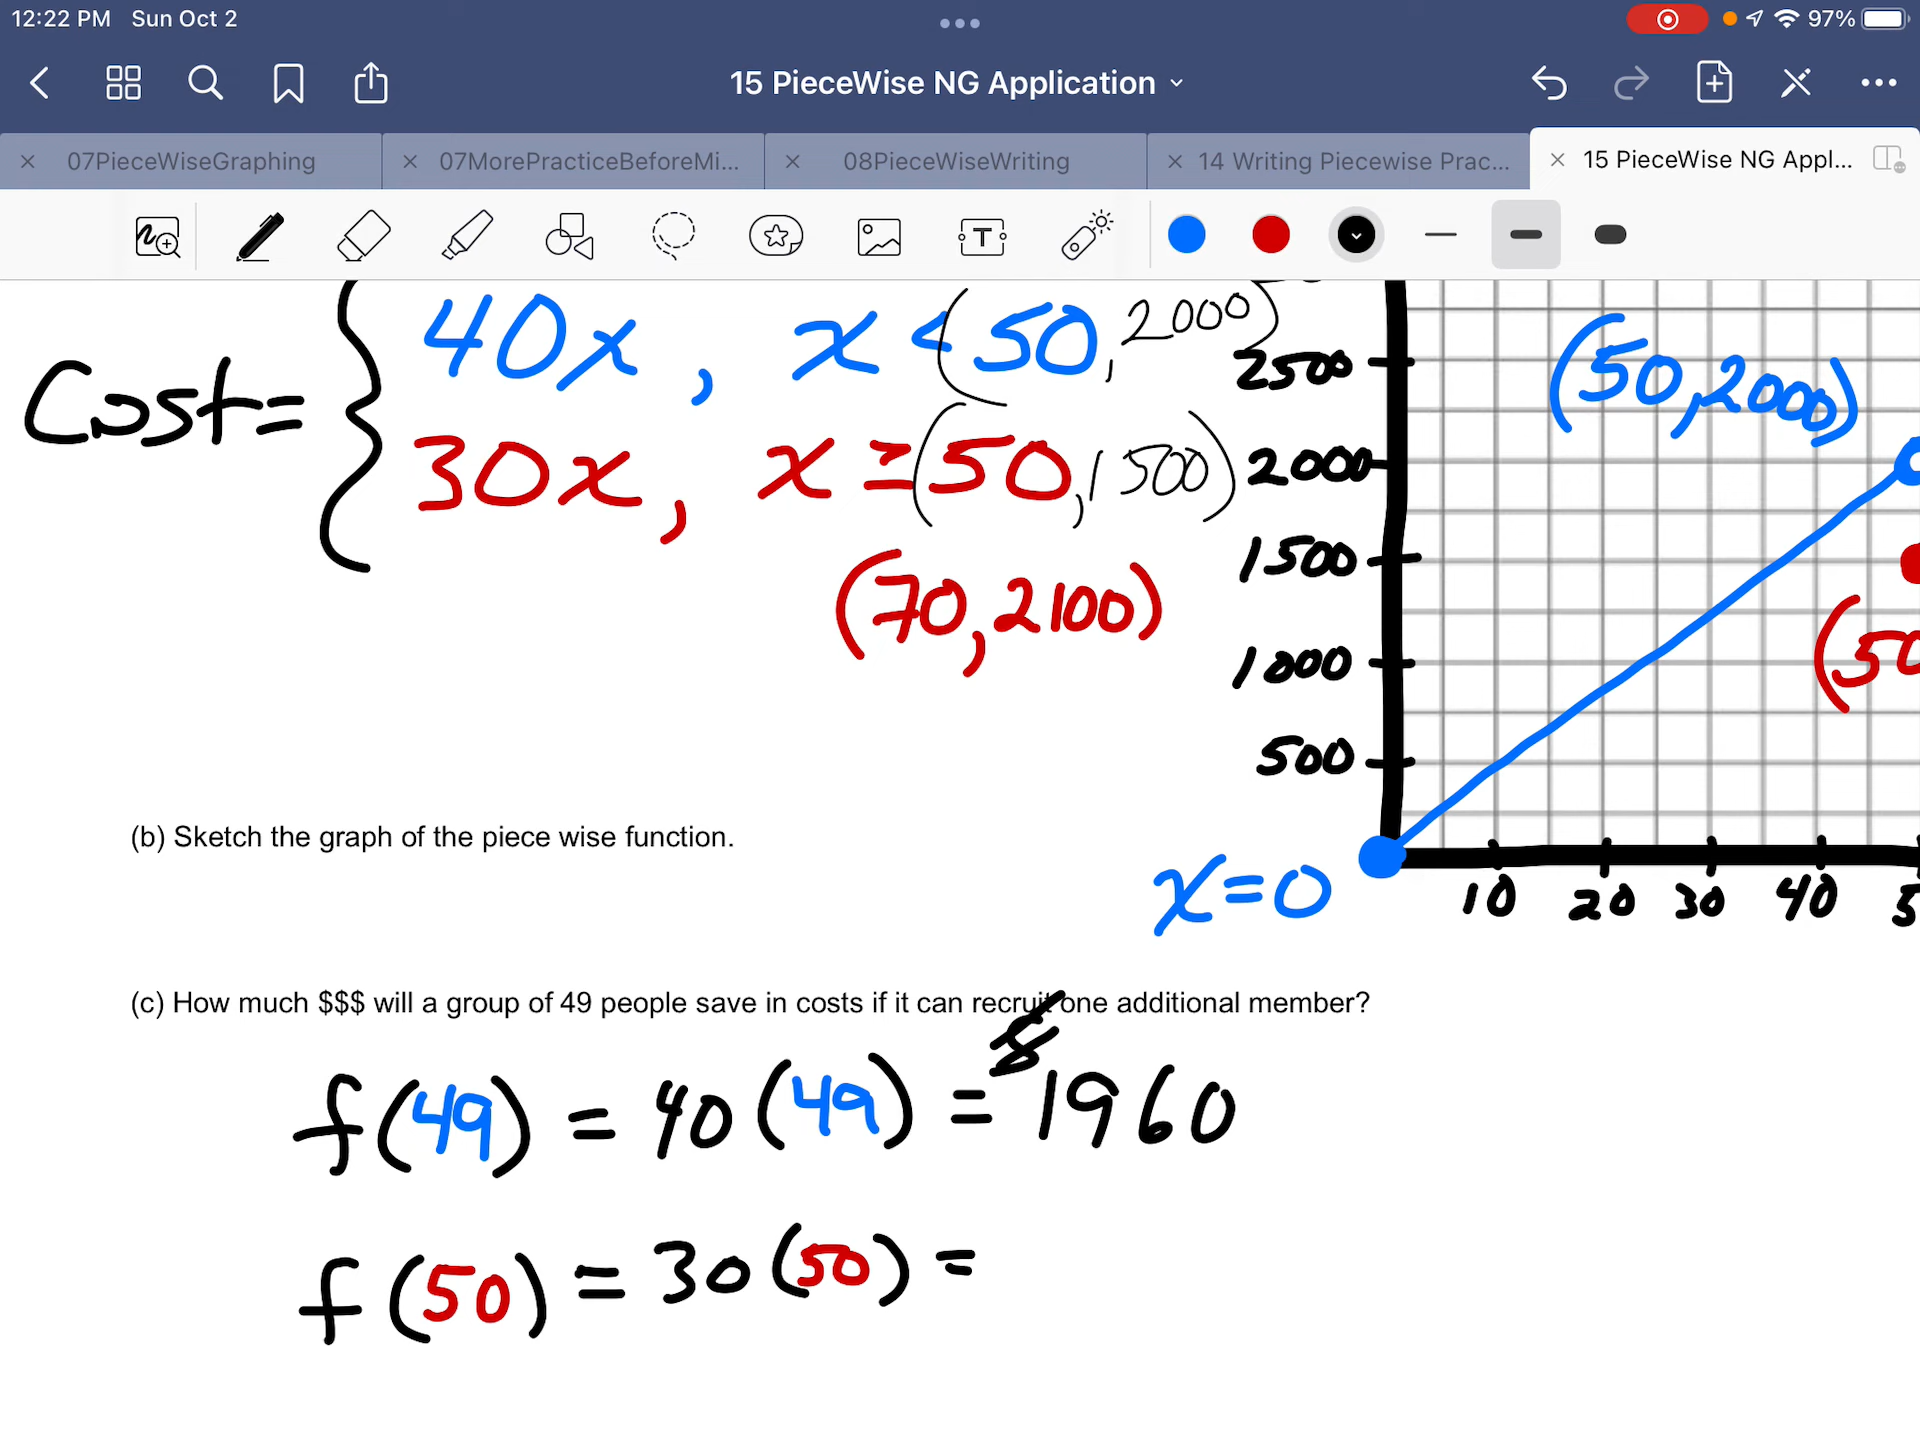 12:22 PM Sun Oct 2
97%
15 PieceWise NG Application
07PieceWiseGraphing
07MorePracticeBeforeMi...
08PieceWiseWriting
14 Writing Piecewise Prac...
15 PieceWise NG Appl...
T
Cost=
40x, x < (50, 2000)
30x, x ≥ (50, 1500)
(70, 2100)
2500
2000
1500
1000
500
(50,2000)
(50
x=0
10 20 30 40 5
(b) Sketch the graph of the piece wise function.
(c) How much $$$ will a group of 49 people save in costs if it can recruit one additional member?
f(49) = 40(49) = $1960
f(50) = 30(50) =